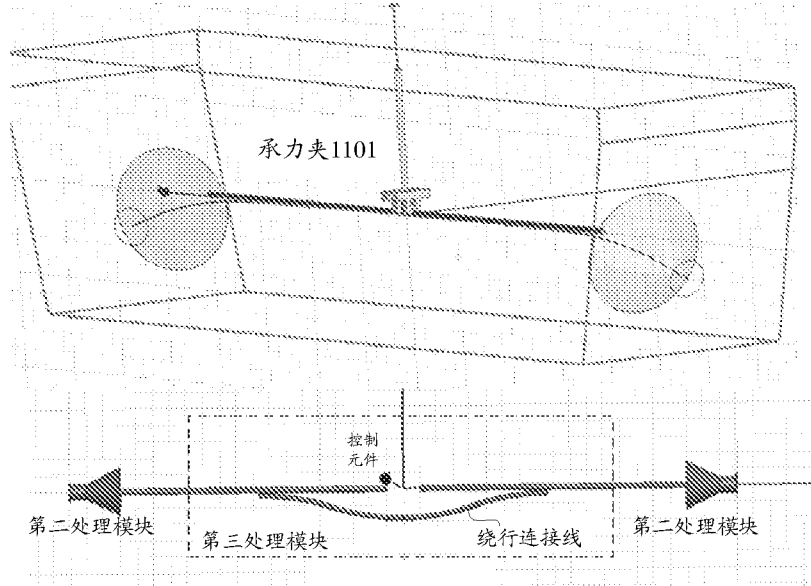 承力夹1101
控制
元件
第二处理模块
第三处理模块
绕行连接线
第二处理模块